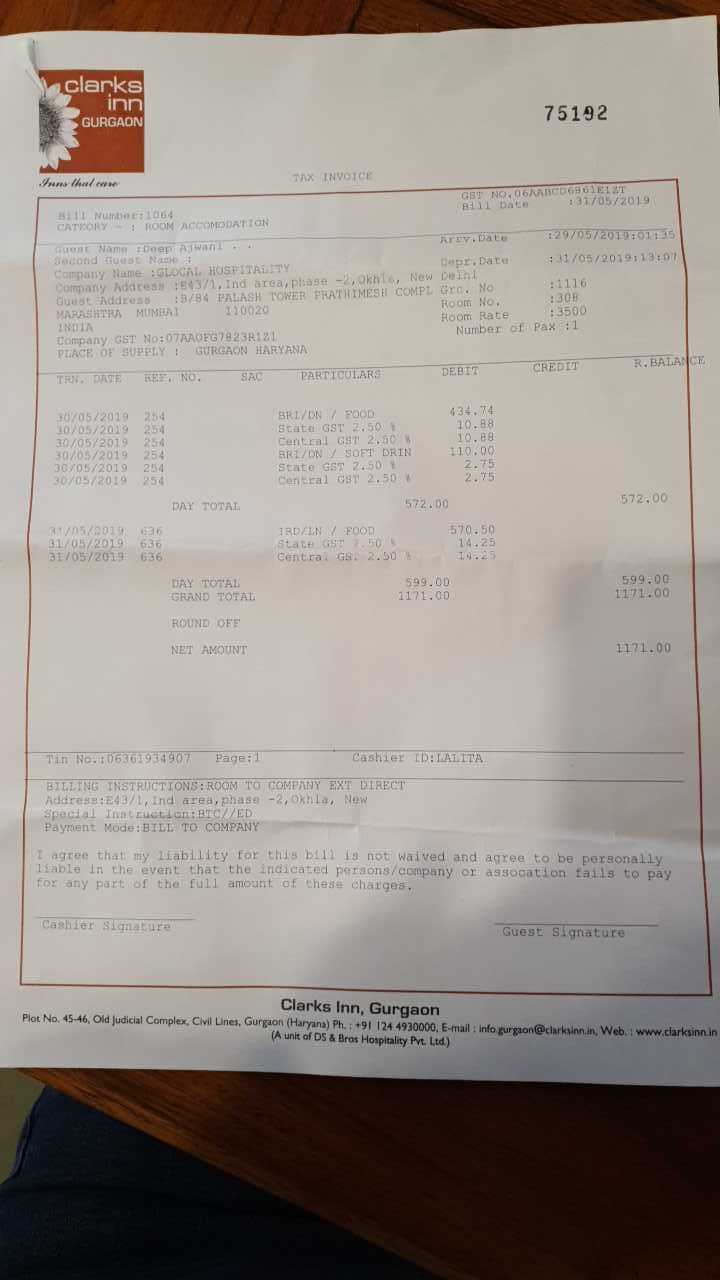 clarks
inn
GURGAON
Inns that care
75192
TAX INVOICE
GST NO.06AABCD6861E1ZT
Bill Number:1064 Bill Date :31/05/2019
CATEORY - : ROOM ACCOMODATION
Guest Name :Deep Ajwani . . Arrv.Date :29/05/2019:01:35
Second Guest Name :
Company Name :GLOCAL HOSPITALITY Depr.Date :31/05/2019:13:07
Company Address :E43/1,Ind area,phase -2,Okhla, New Delhi
Guest Address :B/84 PALASH TOWER PRATHIMESH COMPL Grc. No :1116
MARASHTRA MUMBAI 110020 Room No. :308
INDIA Room Rate :3500
Company GST No:07AAOFG7823R1Z1 Number of Pax :1
PLACE OF SUPPLY : GURGAON HARYANA
TRN. DATE REF. NO. SAC PARTICULARS DEBIT CREDIT R.BALANCE
30/05/2019 254 BRI/DN / FOOD 434.74
30/05/2019 254 State GST 2.50 % 10.88
30/05/2019 254 Central GST 2.50 % 10.88
30/05/2019 254 BRI/DN / SOFT DRIN 110.00
30/05/2019 254 State GST 2.50 % 2.75
30/05/2019 254 Central GST 2.50 % 2.75
DAY TOTAL 572.00 572.00
31/05/2019 636 IRD/LN / FOOD 570.50
31/05/2019 636 State GST 2.50 % 14.25
31/05/2019 636 Central GST 2.50 % 14.25
DAY TOTAL 599.00 599.00
GRAND TOTAL 1171.00 1171.00
ROUND OFF
NET AMOUNT 1171.00
Tin No.:06361934907 Page:1 Cashier ID:LALITA
BILLING INSTRUCTIONS:ROOM TO COMPANY EXT DIRECT
Address:E43/1,Ind area,phase -2,Okhla, New
Special Instruction:BTC//ED
Payment Mode:BILL TO COMPANY
I agree that my liability for this bill is not waived and agree to be personally
liable in the event that the indicated persons/company or assocation fails to pay
for any part of the full amount of these charges.
Cashier Signature Guest Signature
Clarks Inn, Gurgaon
Plot No. 45-46, Old Judicial Complex, Civil Lines, Gurgaon (Haryana) Ph. : +91 124 4930000, E-mail : info.gurgaon@clarksinn.in, Web. : www.clarksinn.in
(A unit of DS & Bros Hospitality Pvt. Ltd.)